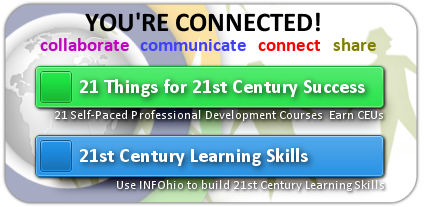 YOU'RE CONNECTED!
collaborate communicate connect share
21 Things for 21st Century Success
21 Self-Paced Professional Development Courses Earn CEUs
21st Century Learning Skills
Use INFOhio to build 21st Century Learning Skills